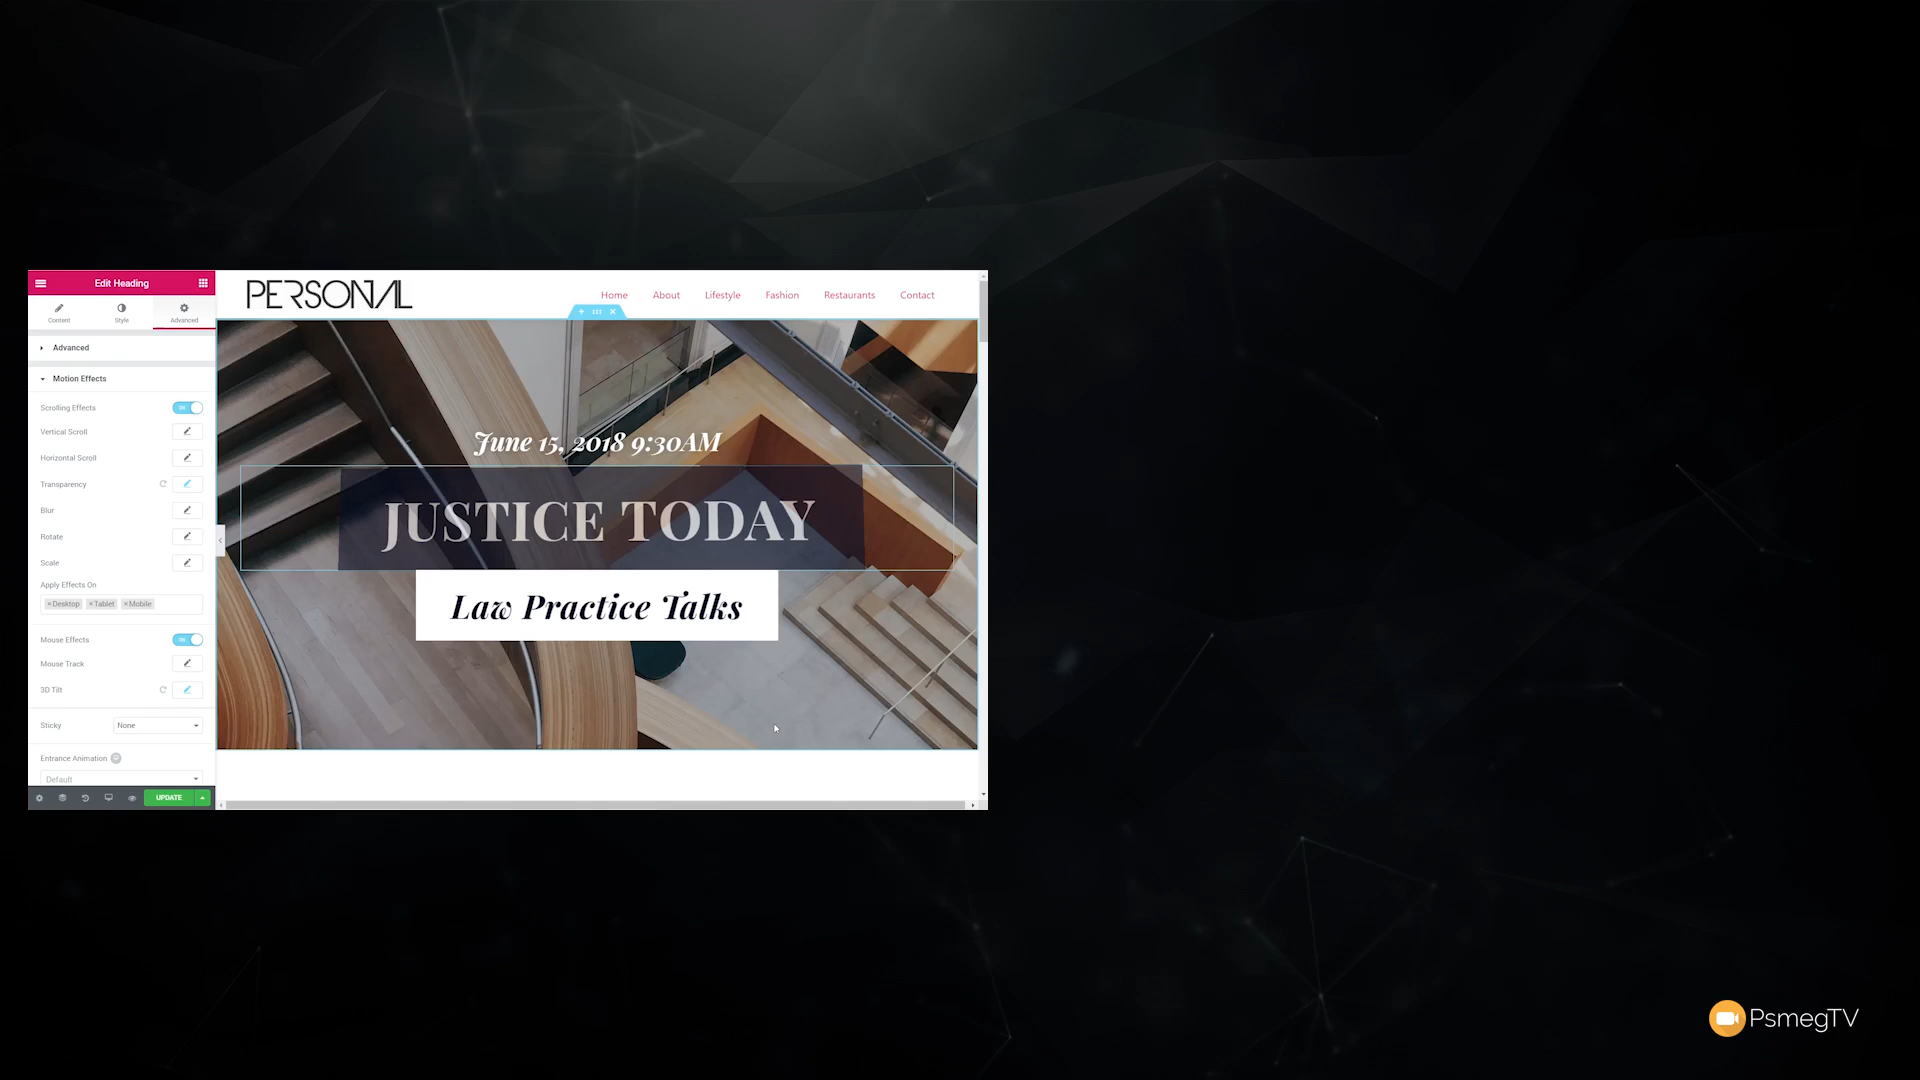 Edit Heading
Content
Style
Advanced
Advanced
Motion Effects
Scrolling Effects
ON
Vertical Scroll
Horizontal Scroll
Transparency
Blur
Rotate
Scale
Apply Effects On
×Desktop ×Tablet ×Mobile
Mouse Effects
ON
Mouse Track
3D Tilt
Sticky
None
Entrance Animation
Default
UPDATE
PERSONAL
Home
About
Lifestyle
Fashion
Restaurants
Contact
June 15, 2018 9:30AM
JUSTICE TODAY
Law Practice Talks
PsmegTV